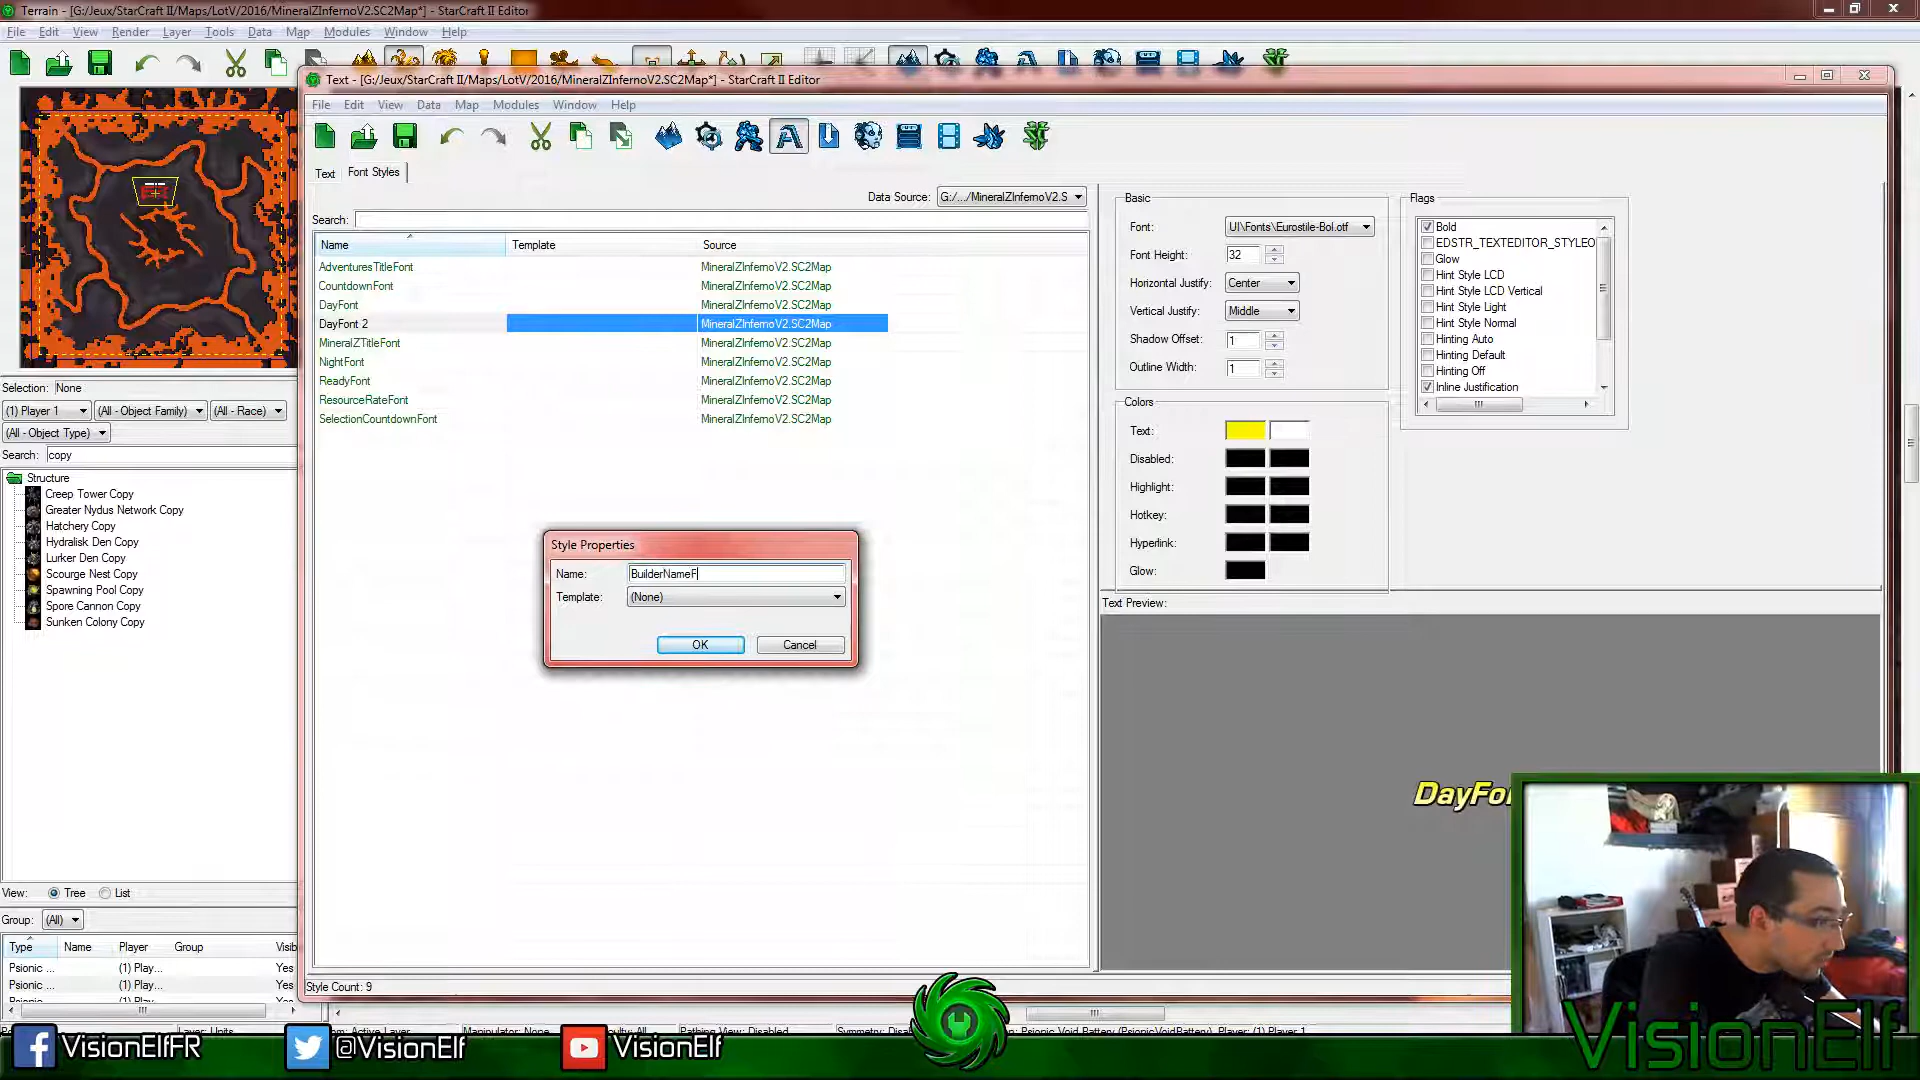 Terrain - [G:/Jeux/StarCraft II/Maps/LotV/2016/MineralZInfernoV2.SC2Map*] - StarCraft II Editor
File Edit View Render Layer Tools Data Map Modules Window Help
Text - [G:/Jeux/StarCraft II/Maps/LotV/2016/MineralZInfernoV2.SC2Map*] - StarCraft II Editor
File Edit View Data Map Modules Window Help
Text Font Styles
Data Source: G:/.../MineralZInfernoV2.S
Search:
Name Template Source
AdventuresTitleFont MineralZInfernoV2.SC2Map
CountdownFont MineralZInfernoV2.SC2Map
DayFont MineralZInfernoV2.SC2Map
DayFont 2 MineralZInfernoV2.SC2Map
MineralZTitleFont MineralZInfernoV2.SC2Map
NightFont MineralZInfernoV2.SC2Map
ReadyFont MineralZInfernoV2.SC2Map
ResourceRateFont MineralZInfernoV2.SC2Map
SelectionCountdownFont MineralZInfernoV2.SC2Map
Style Properties
Name: BuilderNameF
Template: (None)
OK Cancel
Style Count: 9
Basic
Font: UI\Fonts\Eurostile-Bol.otf
Font Height: 32
Horizontal Justify: Center
Vertical Justify: Middle
Shadow Offset: 1
Outline Width: 1
Flags
Bold
EDSTR_TEXTEDITOR_STYLEO
Glow
Hint Style LCD
Hint Style LCD Vertical
Hint Style Light
Hint Style Normal
Hinting Auto
Hinting Default
Hinting Off
Inline Justification
Colors
Text:
Disabled:
Highlight:
Hotkey:
Hyperlink:
Glow:
Text Preview:
DayFo
Selection: None
(1) Player 1 (All - Object Family) (All - Race)
(All - Object Type)
Search: copy
Structure
Creep Tower Copy
Greater Nydus Network Copy
Hatchery Copy
Hydralisk Den Copy
Lurker Den Copy
Scourge Nest Copy
Spawning Pool Copy
Spore Cannon Copy
Sunken Colony Copy
View: Tree List
Group: (All)
Type Name Player Group Visib
Psionic ... (1) Play... Yes
Psionic ... (1) Play... Yes
VisionElfFR @VisionElf VisionElf
VisionElf